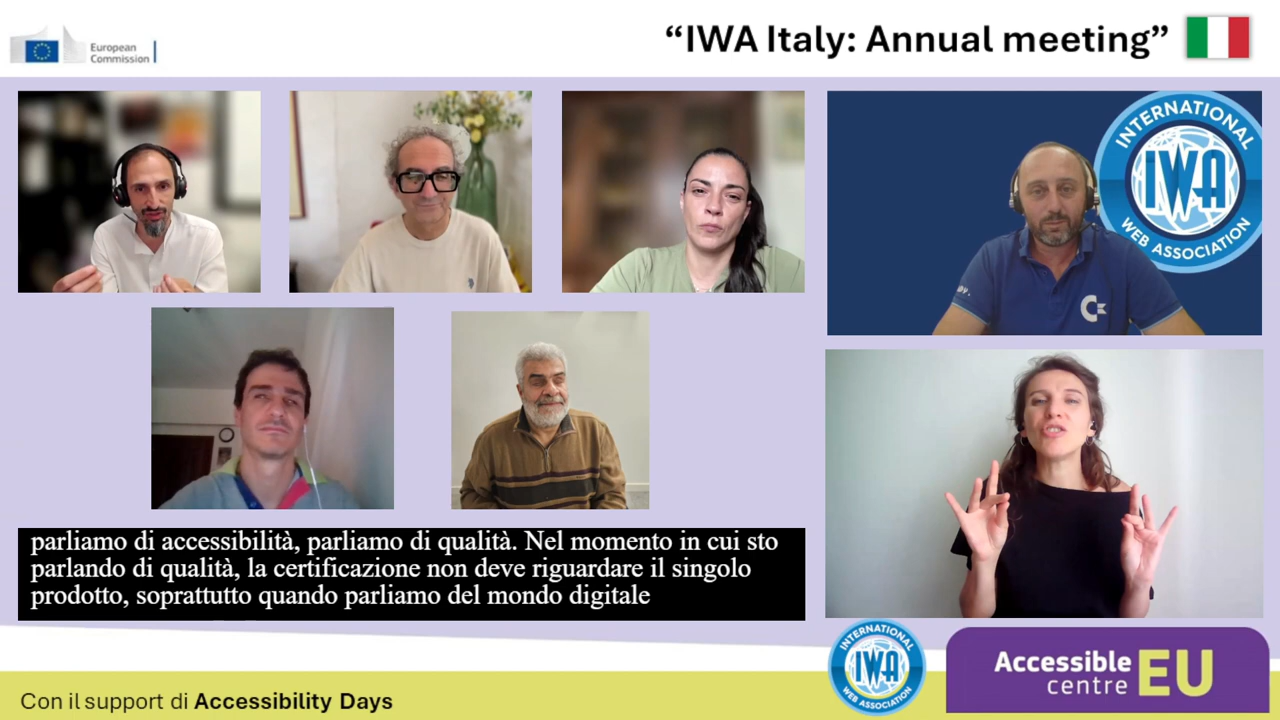 European
Commission
“IWA Italy: Annual meeting”
INTERNATIONAL
IWA
WEB ASSOCIATION
parliamo di accessibilità, parliamo di qualità. Nel momento in cui sto
parlando di qualità, la certificazione non deve riguardare il singolo
prodotto, soprattutto quando parliamo del mondo digitale
INTERNATIONAL
IWA
WEB ASSOCIATION
Accessible
centre
EU
Con il support di Accessibility Days